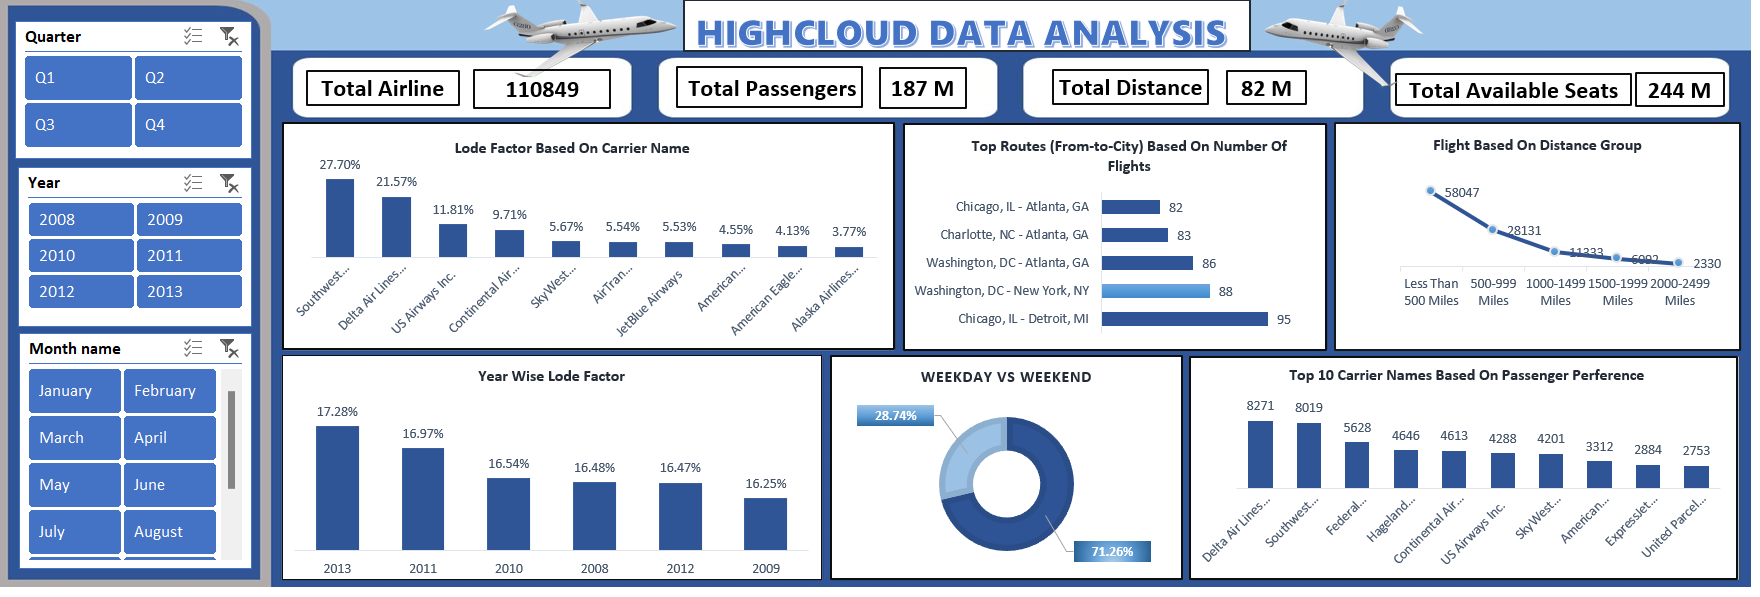 HIGHCLOUD DATA ANALYSIS
Quarter
Q1 Q2
Q3 Q4
Year
2008 2009
2010 2011
2012 2013
Month name
January February
March April
May June
July August
Total Airline 110849
Total Passengers 187 M
Total Distance 82 M
Total Available Seats 244 M
Lode Factor Based On Carrier Name
27.70%
21.57%
11.81%
9.71%
5.67%
5.54%
5.53%
4.55%
4.13%
3.77%
Southwest...
Delta Air Lines...
US Airways Inc.
Continental Air...
SkyWest...
AirTran...
JetBlue Airways
American...
American Eagle...
Alaska Airlines...
Top Routes (From-to-City) Based On Number Of
Flights
Chicago, IL - Atlanta, GA 82
Charlotte, NC - Atlanta, GA 83
Washington, DC - Atlanta, GA 86
Washington, DC - New York, NY 88
Chicago, IL - Detroit, MI 95
Flight Based On Distance Group
58047
28131
11333
2330
Less Than
500 Miles
500-999
Miles
1000-1499
Miles
1500-1999
Miles
2000-2499
Miles
Year Wise Lode Factor
17.28%
16.97%
16.54%
16.48%
16.47%
16.25%
2013 2011 2010 2008 2012 2009
WEEKDAY VS WEEKEND
28.74%
71.26%
Top 10 Carrier Names Based On Passenger Perference
8271
8019
5628
4646
4613
4288
4201
3312
2884
2753
Delta Air Lines...
Southwest...
Federal...
Hageland...
Continental Air...
US Airways Inc.
SkyWest...
American...
ExpressJet...
United Parcel...